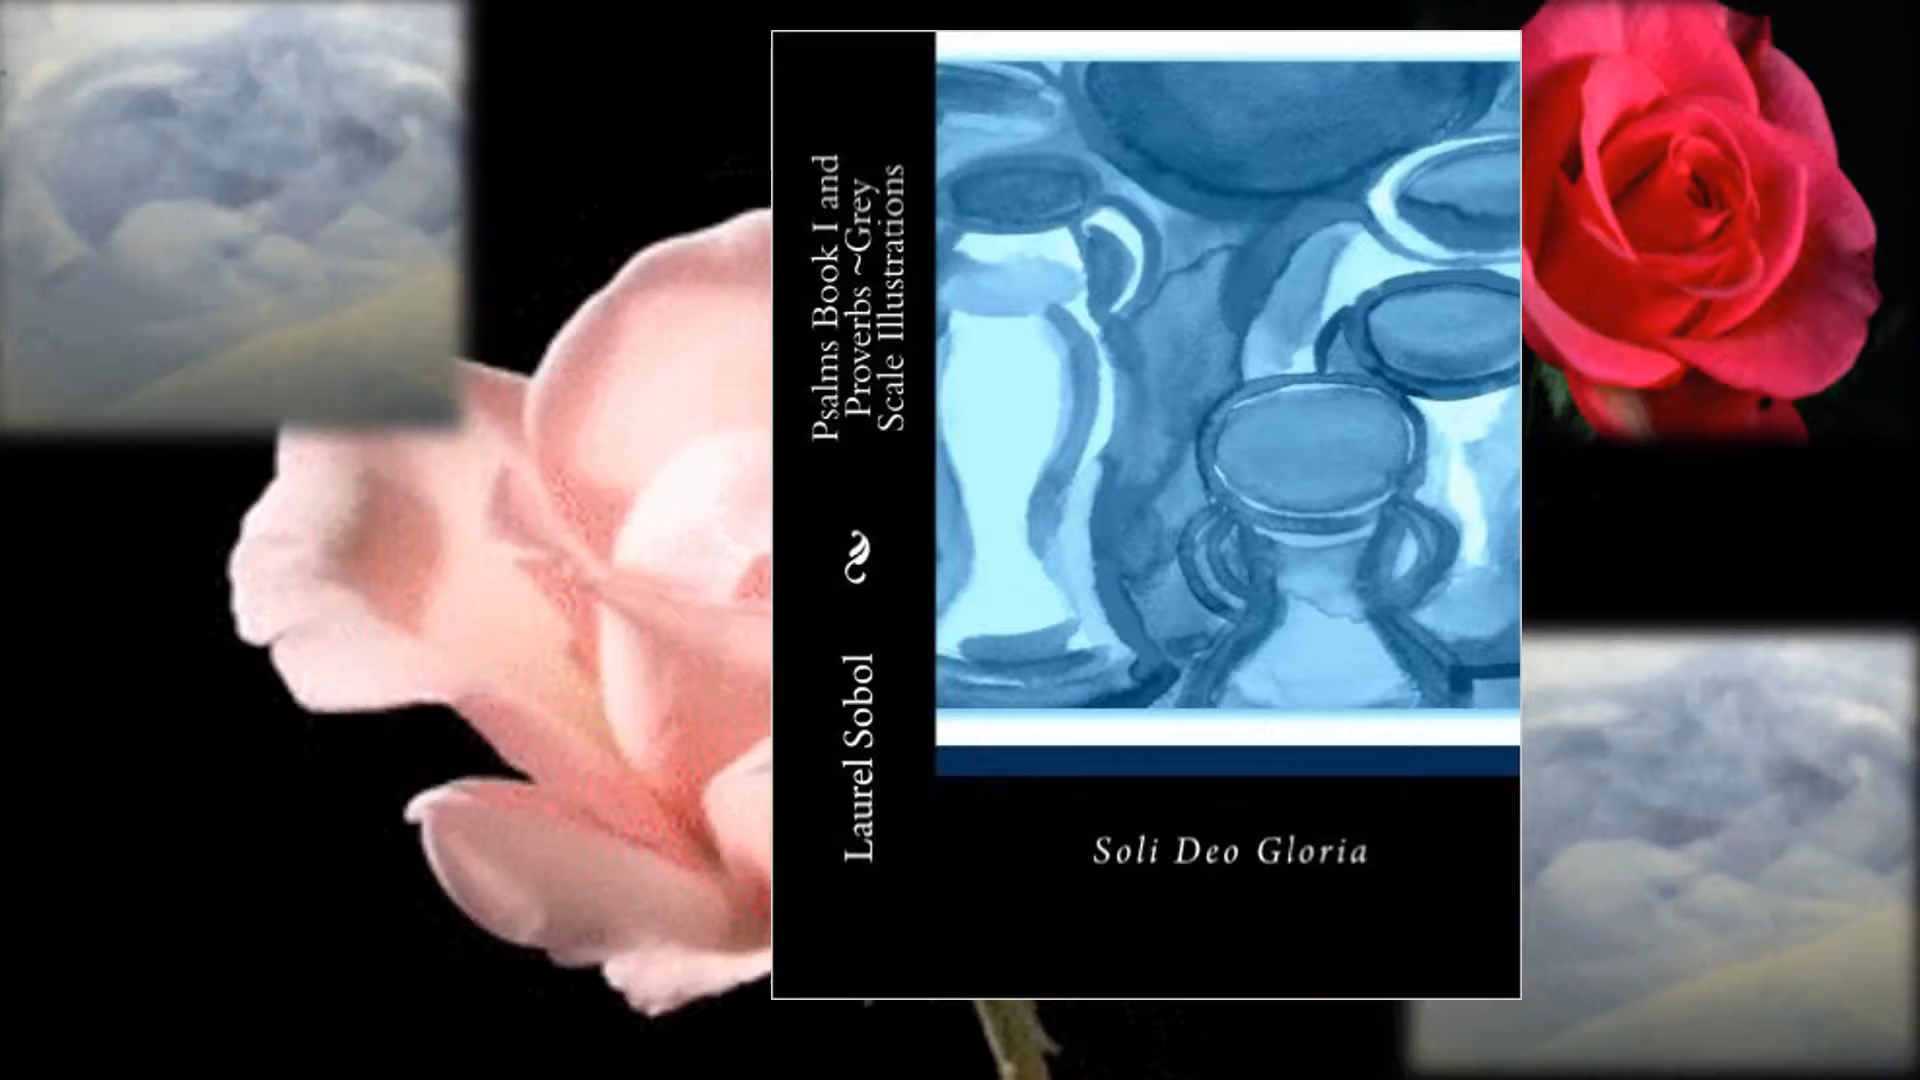 Psalms Book I and
Proverbs ~Grey
Scale Illustrations
Laurel Sobol
Soli Deo Gloria